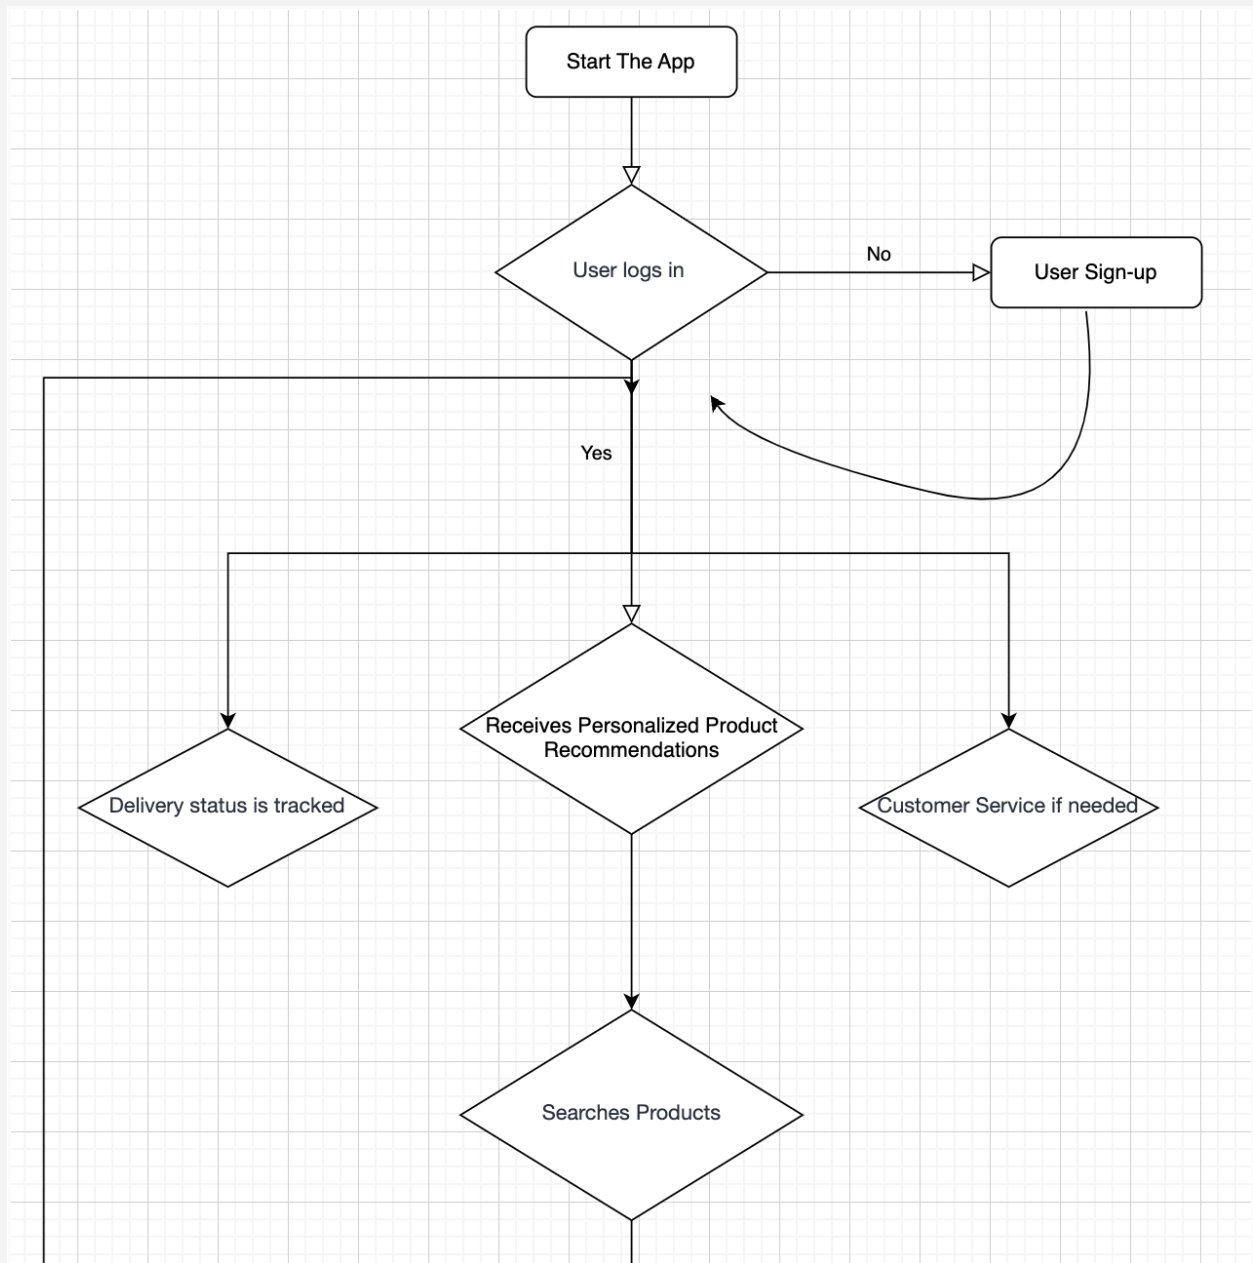 Start The App
User logs in
No
User Sign-up
Yes
Receives Personalized Product
Recommendations
Delivery status is tracked
Customer Service if needed
Searches Products